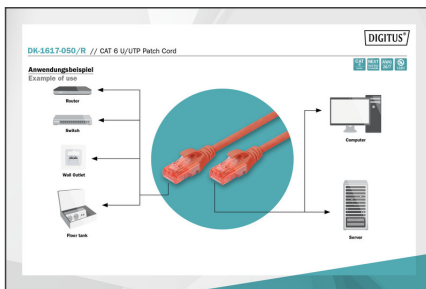 DIGITUS®
DK-1617-050/R // CAT 6 U/UTP Patch Cord
Anwendungsbeispiel
Example of use
Router
Switch
Wall Outlet
Floor tank
Computer
Server